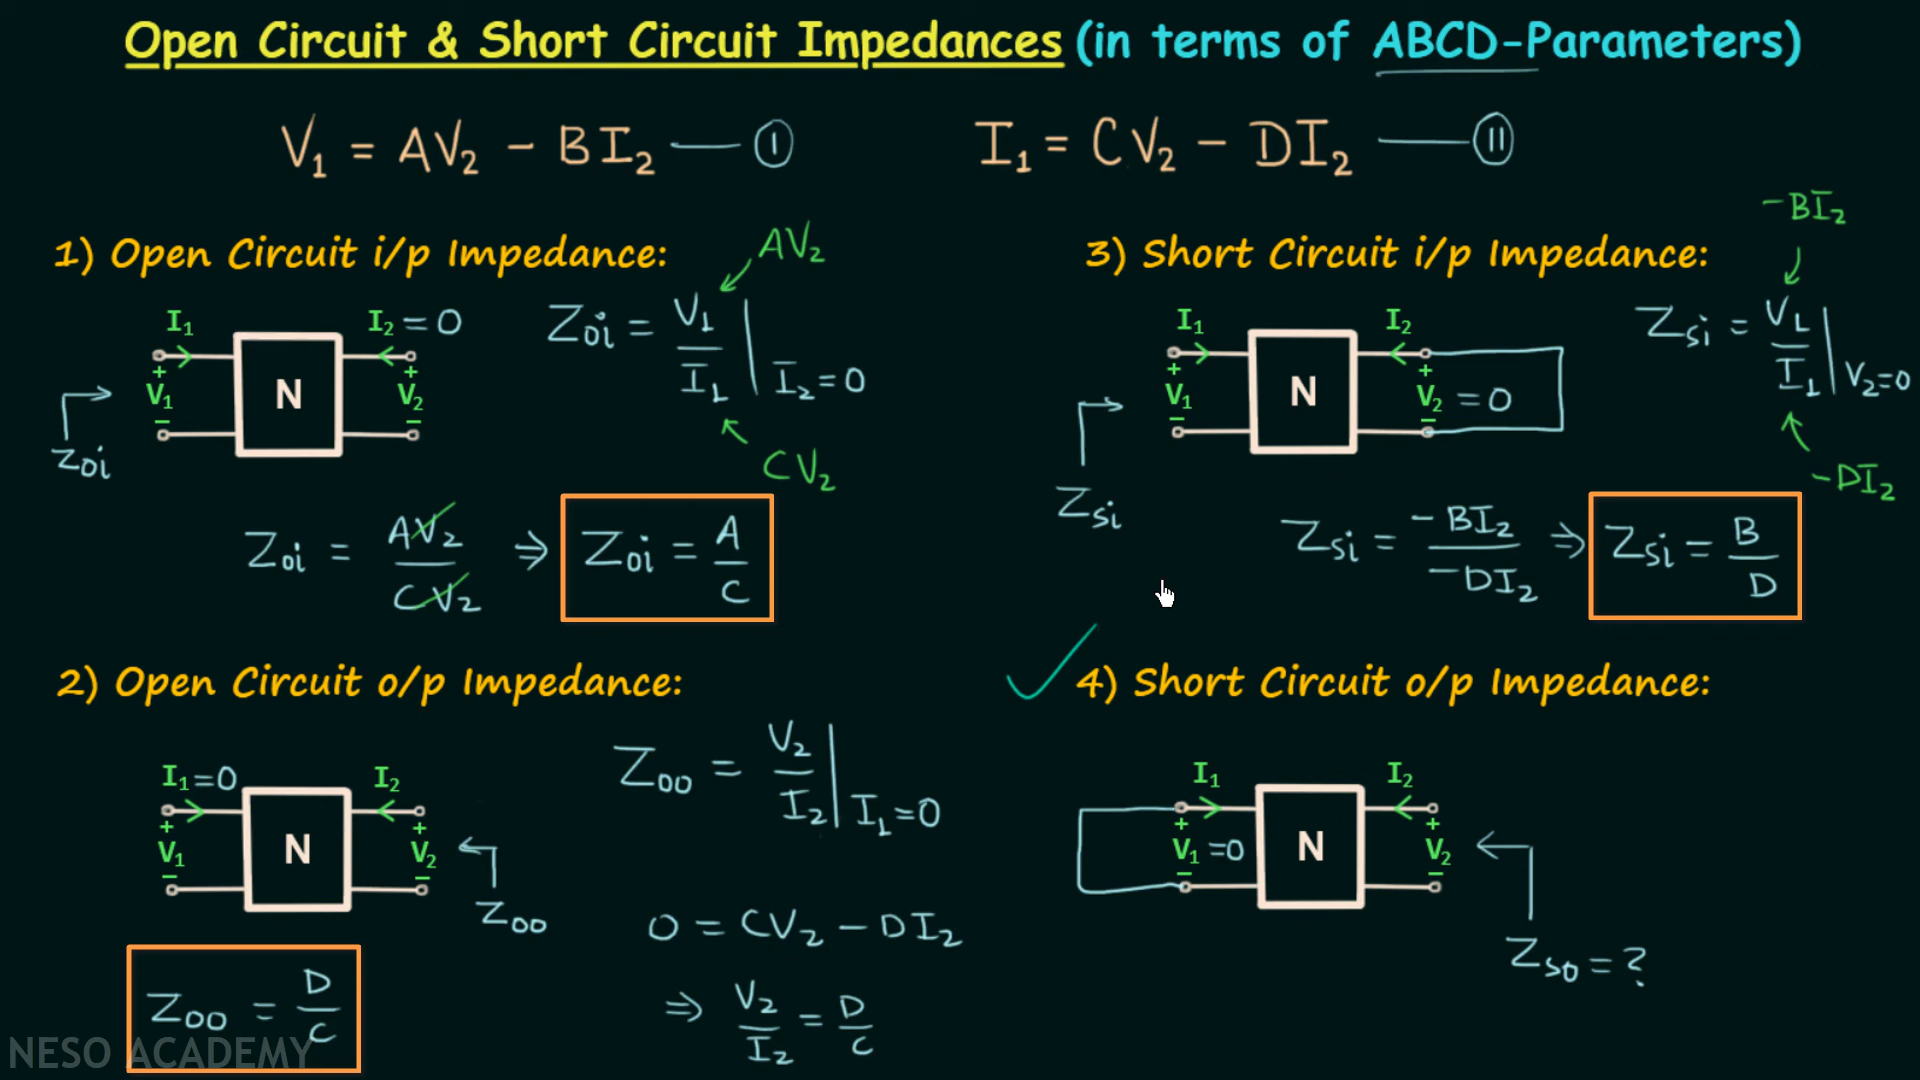 Open Circuit & Short Circuit Impedances (in terms of ABCD-Parameters)
V₁ = AV₂ - BI₂ — Ⓘ
I₁ = CV₂ - DI₂ — (II)
1) Open Circuit i/p Impedance:
AV₂
I₁
I₂ = 0
Zoi = V₁/I₁ | I₂ = 0
+ V₁ -
N
+ V₂ -
Zoi
CV₂
Zoi = AV₂/CV₂ ⇒ Zoi = A/C
2) Open Circuit o/p Impedance:
I₁ = 0
I₂
Zoo = V₂/I₂ | I₁ = 0
+ V₁ -
N
+ V₂ -
Zoo
0 = CV₂ - DI₂
⇒ V₂/I₂ = D/C
Zoo = D/C
3) Short Circuit i/p Impedance:
-BI₂
I₁
I₂
Zsi = V₁/I₁ | V₂=0
+ V₁ -
N
+ V₂ - = 0
Zsi
-DI₂
Zsi = -BI₂/-DI₂ ⇒ Zsi = B/D
4) Short Circuit o/p Impedance:
I₁
I₂
+ V₁ - =0
N
+ V₂ -
Zso = ?
NESO ACADEMY